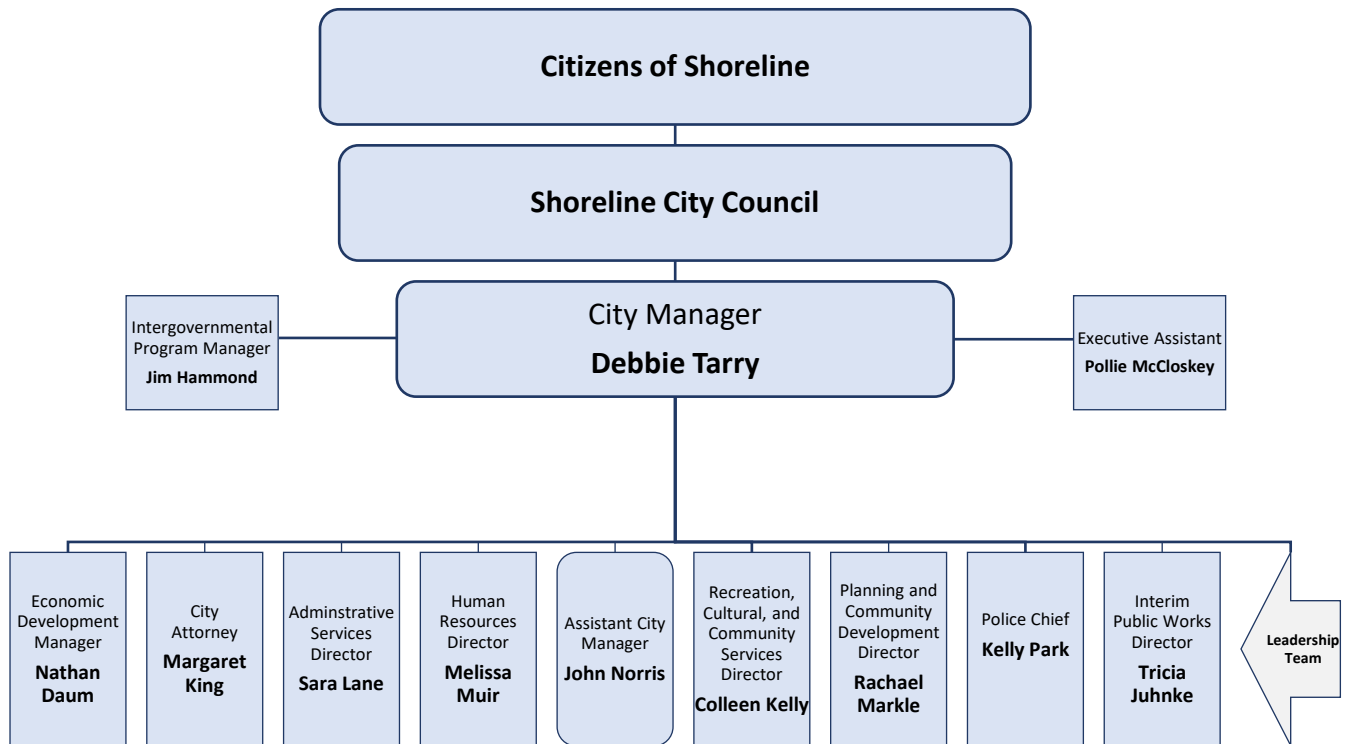 Citizens of Shoreline
Shoreline City Council
City Manager
Debbie Tarry
Intergovernmental
Program Manager
Jim Hammond
Executive Assistant
Pollie McCloskey
Economic
Development
Manager
Nathan
Daum
City
Attorney
Margaret
King
Adminstrative
Services
Director
Sara Lane
Human
Resources
Director
Melissa
Muir
Assistant City
Manager
John Norris
Recreation,
Cultural, and
Community
Services
Director
Colleen Kelly
Planning and
Community
Development
Director
Rachael
Markle
Police Chief
Kelly Park
Interim
Public Works
Director
Tricia
Juhnke
Leadership
Team